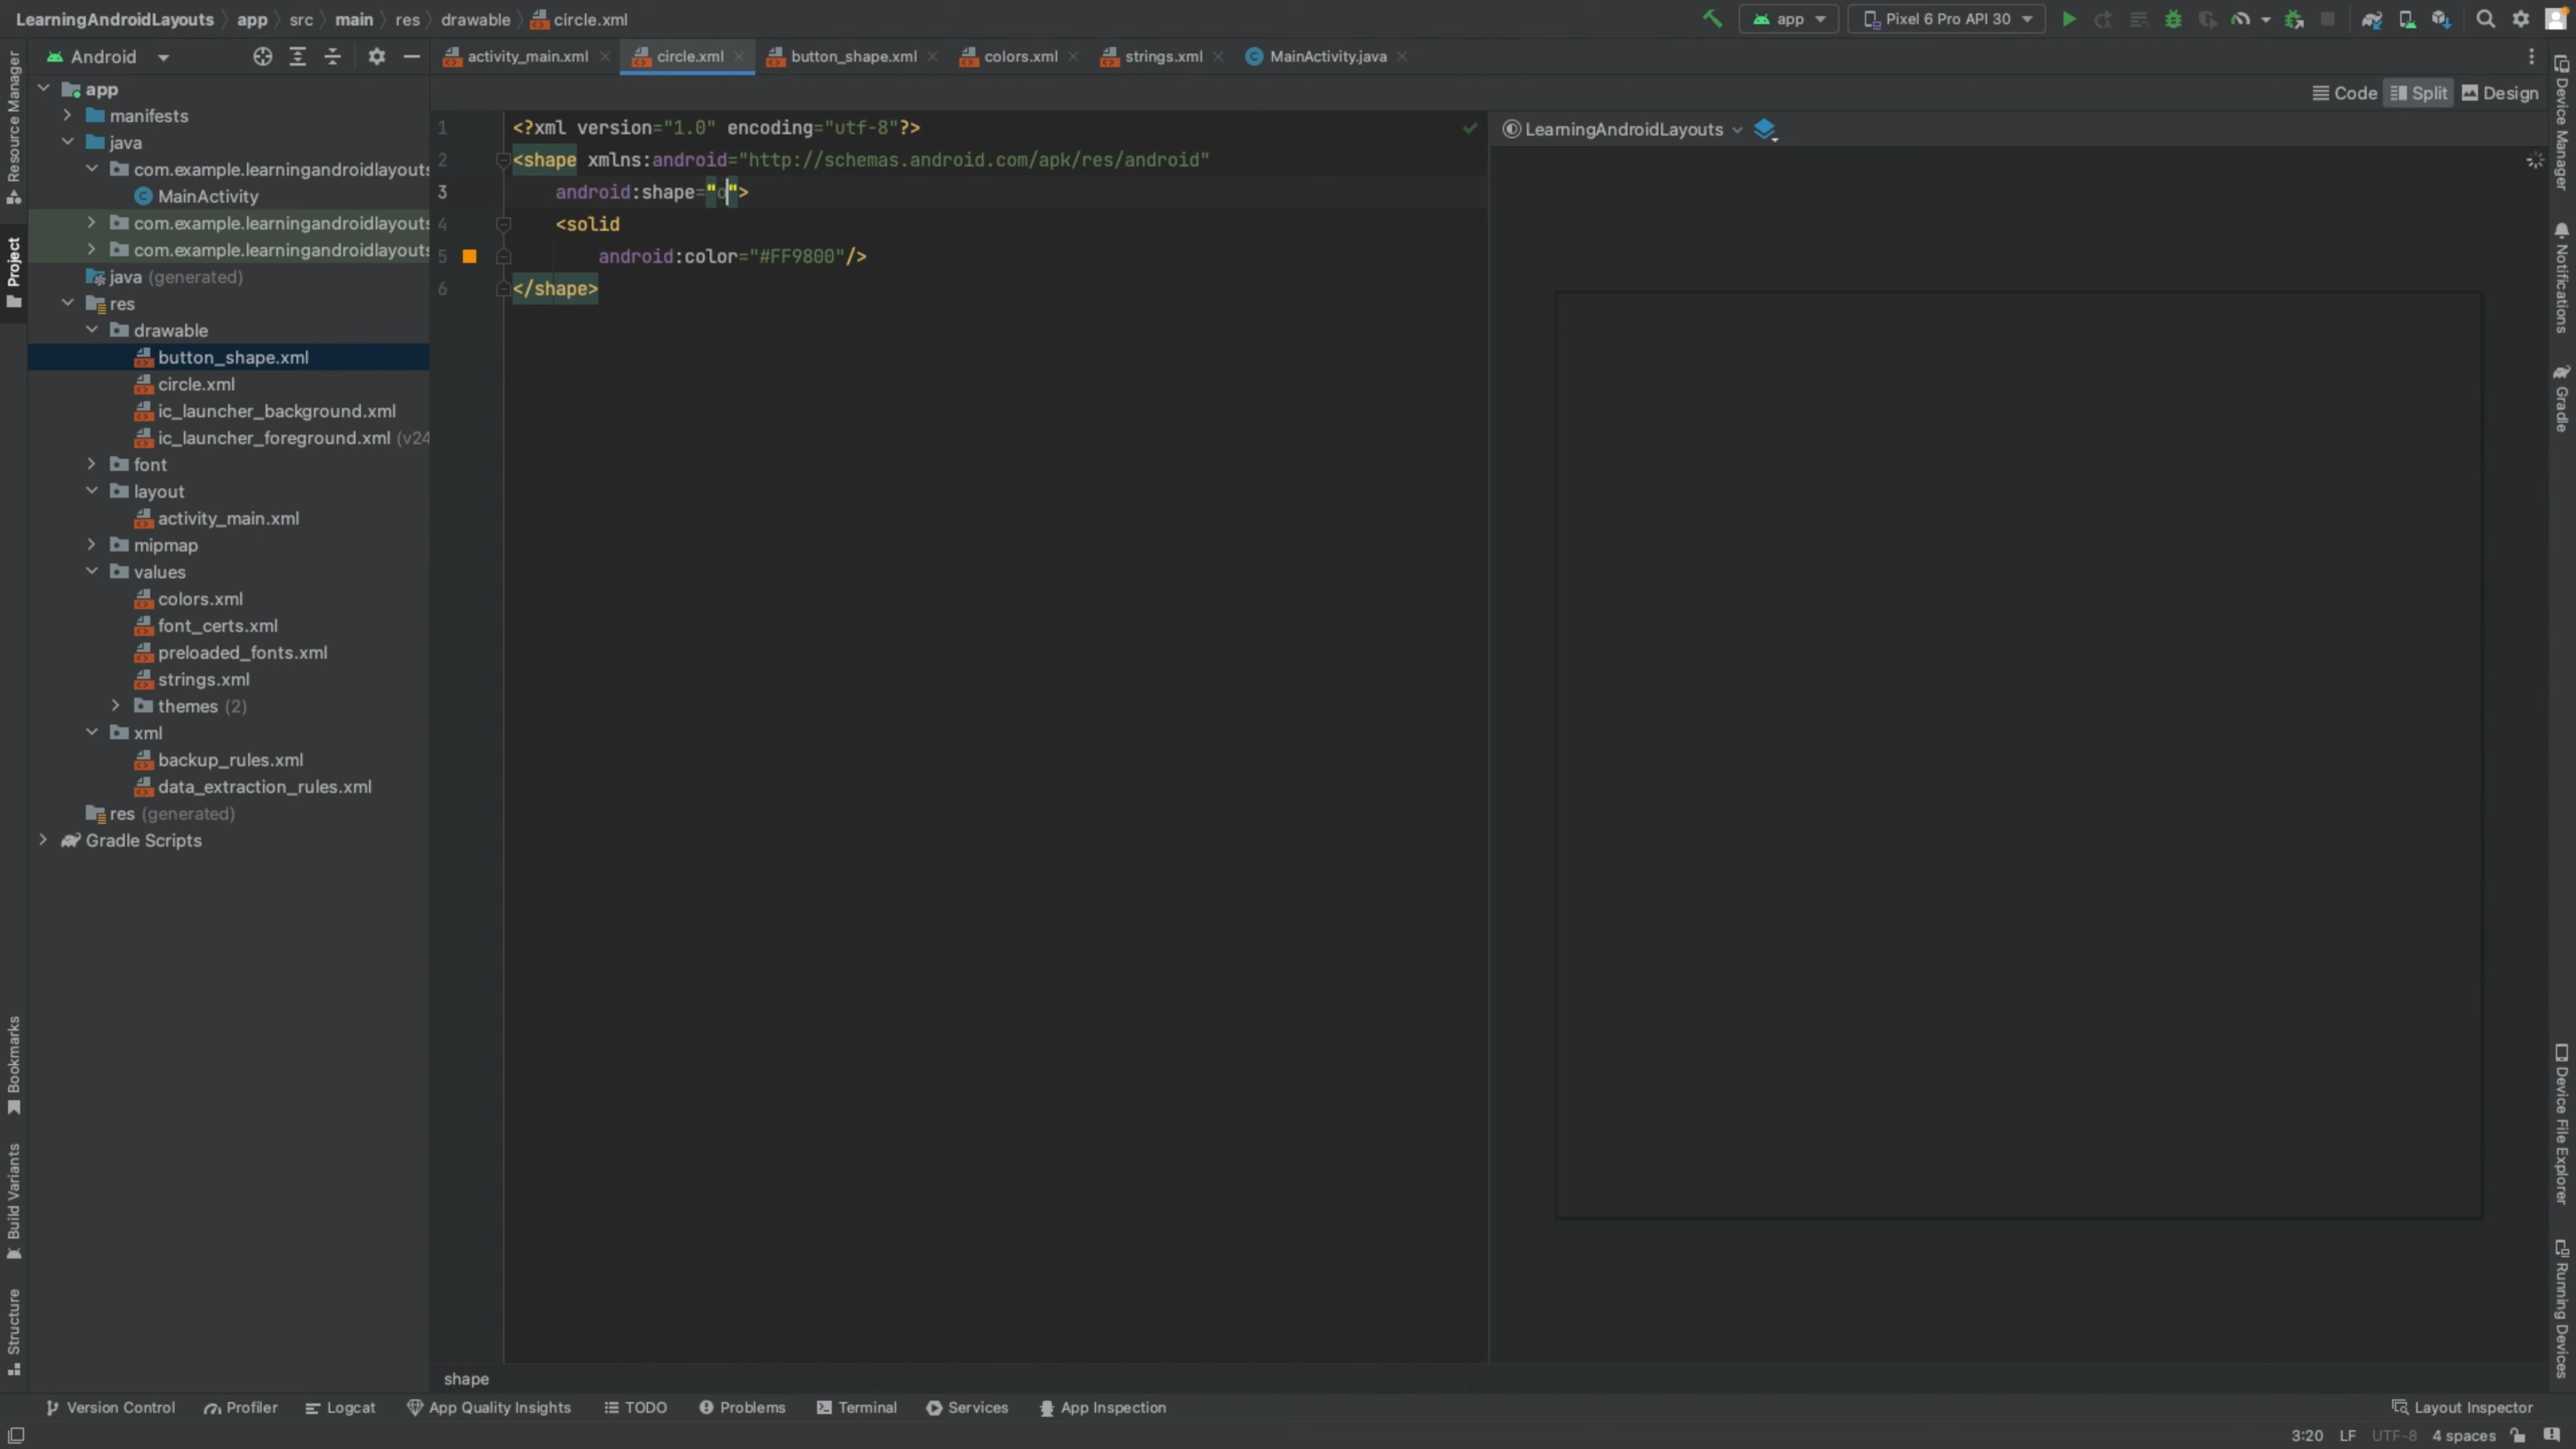 LearningAndroidLayouts app src main res drawable circle.xml
app Pixel 6 Pro API 30
Android
activity_main.xml circle.xml button_shape.xml colors.xml strings.xml MainActivity.java
Code Split Design
Resource Manager
Project
Bookmarks
Build Variants
Structure
app
manifests
java
com.example.learningandroidlayouts
MainActivity
com.example.learningandroidlayouts
com.example.learningandroidlayouts
java (generated)
res
drawable
button_shape.xml
circle.xml
ic_launcher_background.xml
ic_launcher_foreground.xml (v24
font
layout
activity_main.xml
mipmap
values
colors.xml
font_certs.xml
preloaded_fonts.xml
strings.xml
themes (2)
xml
backup_rules.xml
data_extraction_rules.xml
res (generated)
Gradle Scripts
1 <?xml version="1.0" encoding="utf-8"?>
2 <shape xmlns:android="http://schemas.android.com/apk/res/android"
3 android:shape="o">
4 <solid
5 android:color="#FF9800"/>
6 </shape>
LearningAndroidLayouts
Device Manager
Notifications
Gradle
Device File Explorer
Running Devices
shape
Version Control Profiler Logcat App Quality Insights TODO Problems Terminal Services App Inspection Layout Inspector
3:20 LF UTF-8 4 spaces